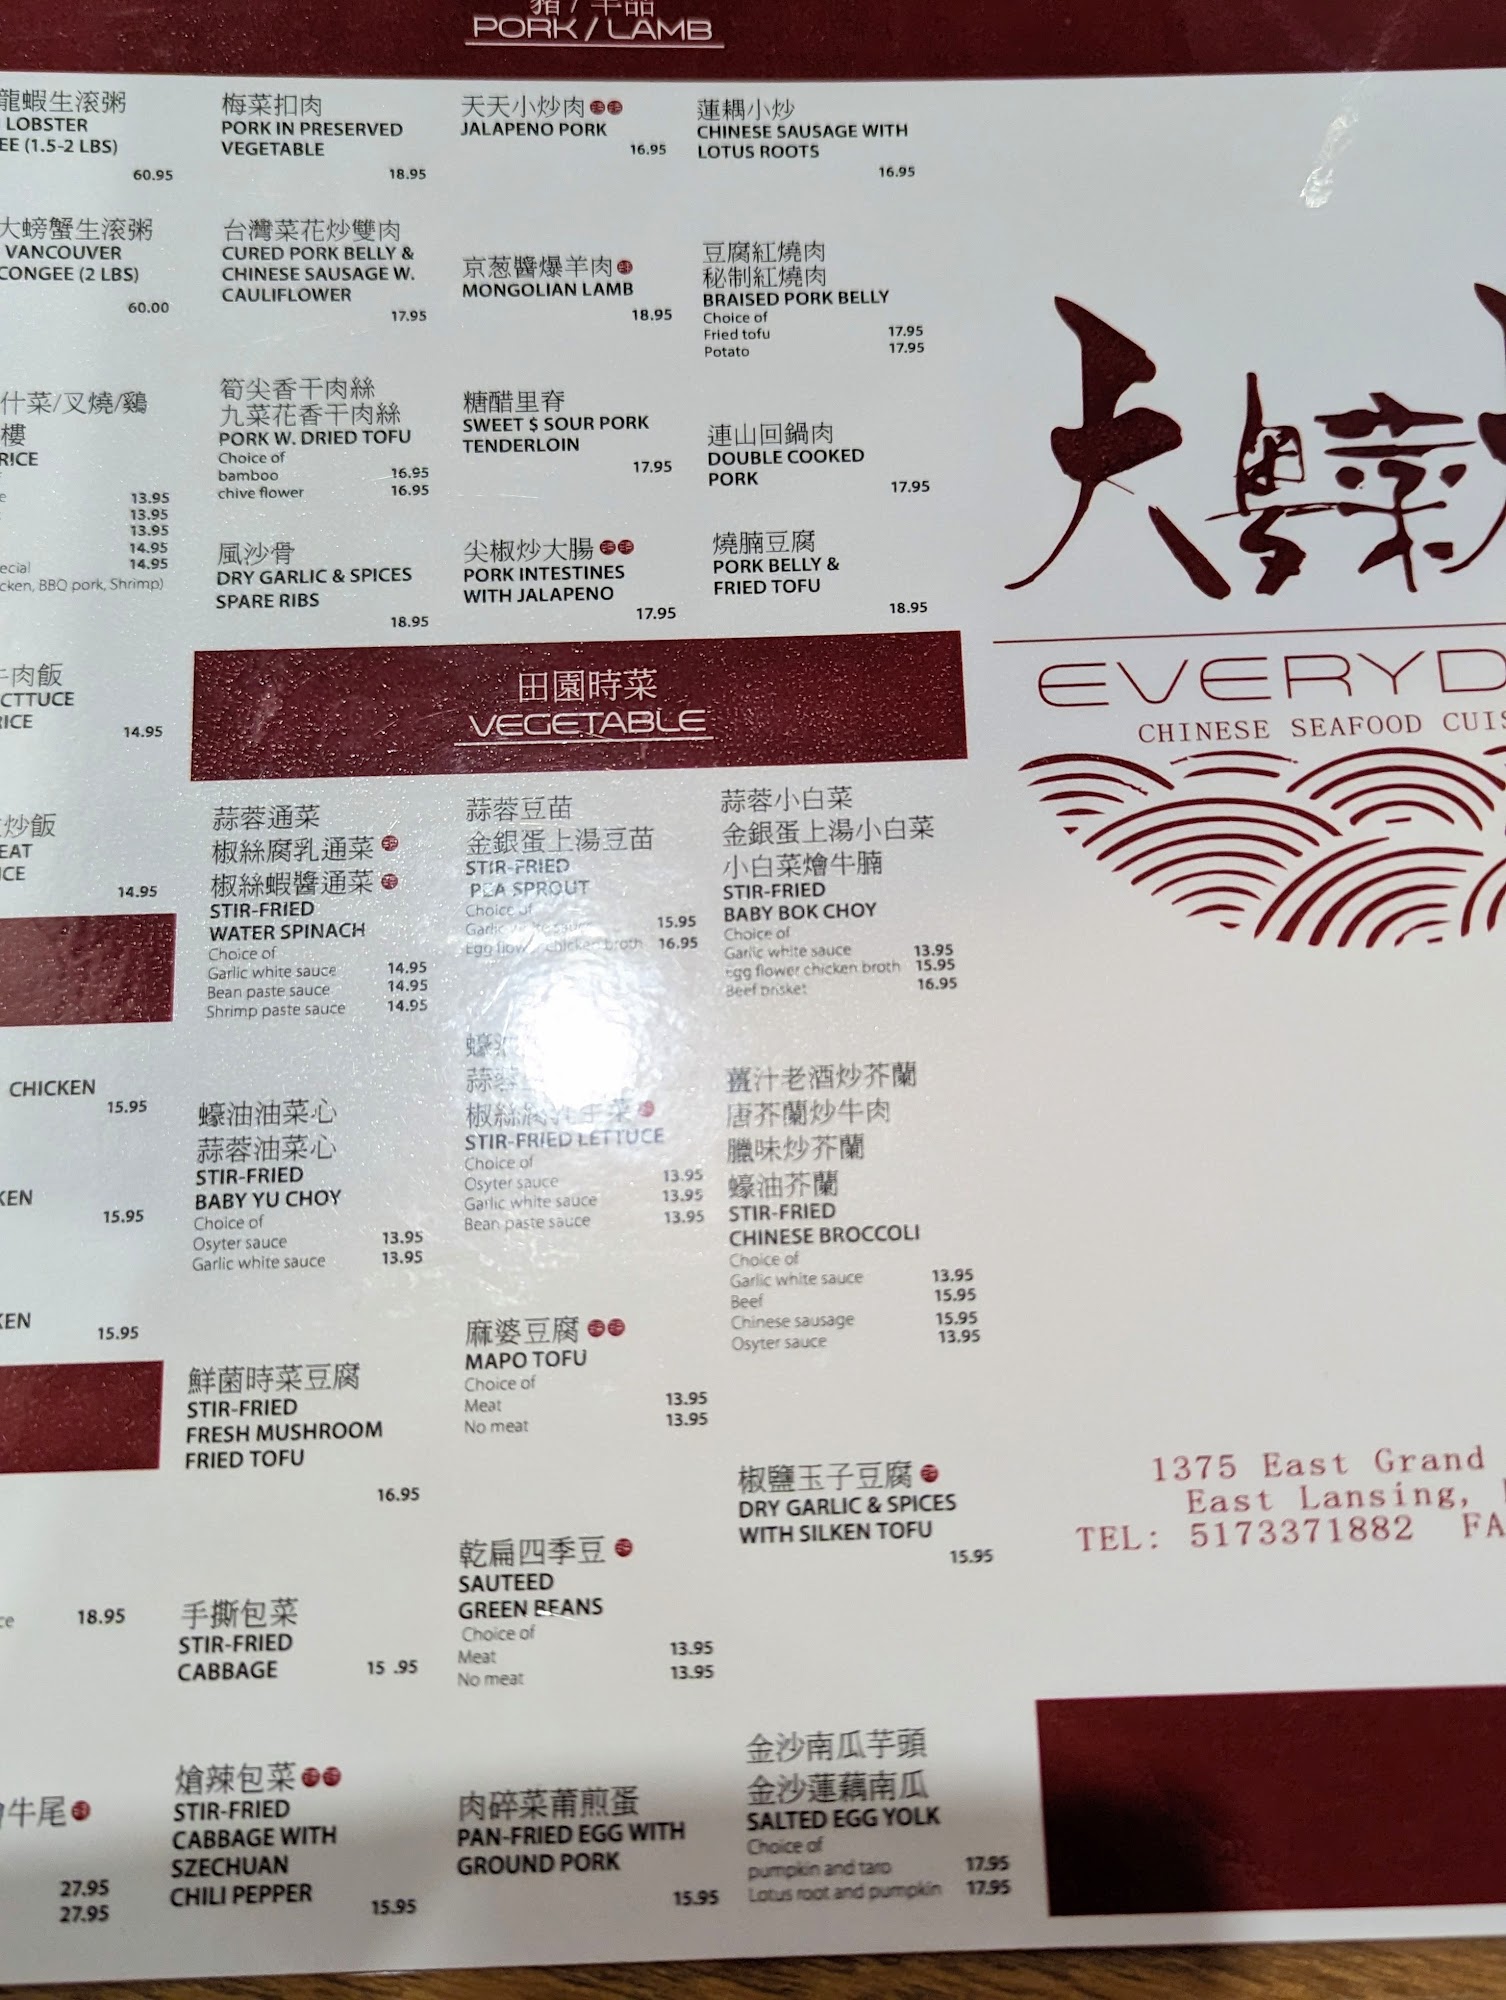 豬/羊品
PORK/LAMB
龍蝦生滚粥
LOBSTER
EE (1.5-2 LBS)
60.95
大螃蟹生滚粥
VANCOUVER
CONGEE (2 LBS)
60.00
什菜/叉燒/鷄
樓
RICE
13.95
13.95
13.95
14.95
ecial 14.95
cken, BBQ pork, Shrimp)
牛肉飯
CTTUCE
RICE
14.95
炒飯
EAT
CE
14.95
CHICKEN
15.95
KEN
15.95
KEN
15.95
ce 18.95
牛尾
27.95
27.95
梅菜扣肉
PORK IN PRESERVED
VEGETABLE
18.95
台灣菜花炒雙肉
CURED PORK BELLY &
CHINESE SAUSAGE W.
CAULIFLOWER
17.95
筍尖香干肉絲
九菜花香干肉絲
PORK W. DRIED TOFU
Choice of
bamboo 16.95
chive flower 16.95
風沙骨
DRY GARLIC & SPICES
SPARE RIBS
18.95
天天小炒肉
JALAPENO PORK
16.95
京葱醬爆羊肉
MONGOLIAN LAMB
18.95
糖醋里脊
SWEET $ SOUR PORK
TENDERLOIN
17.95
尖椒炒大腸
PORK INTESTINES
WITH JALAPENO
17.95
蓮耦小炒
CHINESE SAUSAGE WITH
LOTUS ROOTS
16.95
豆腐紅燒肉
秘制紅燒肉
BRAISED PORK BELLY
Choice of
Fried tofu 17.95
Potato 17.95
連山回鍋肉
DOUBLE COOKED
PORK
17.95
燒腩豆腐
PORK BELLY &
FRIED TOFU
18.95
田園時菜
VEGETABLE
蒜蓉通菜
椒絲腐乳通菜
椒絲蝦醬通菜
STIR-FRIED
WATER SPINACH
Choice of
Garlic white sauce 14.95
Bean paste sauce 14.95
Shrimp paste sauce 14.95
蠔油油菜心
蒜蓉油菜心
STIR-FRIED
BABY YU CHOY
Choice of
Osyter sauce 13.95
Garlic white sauce 13.95
鮮菌時菜豆腐
STIR-FRIED
FRESH MUSHROOM
FRIED TOFU
16.95
手撕包菜
STIR-FRIED
CABBAGE 15 .95
熗辣包菜
STIR-FRIED
CABBAGE WITH
SZECHUAN
CHILI PEPPER 15.95
蒜蓉豆苗
金銀蛋上湯豆苗
STIR-FRIED
PEA SPROUT
Choice of
Garlic white sauce 15.95
Egg flow chicken broth 16.95
蠔
蒜蓉
椒絲腐乳生菜
STIR-FRIED LETTUCE
Choice of
Osyter sauce 13.95
Garlic white sauce 13.95
Bean paste sauce 13.95
麻婆豆腐
MAPO TOFU
Choice of
Meat 13.95
No meat 13.95
乾扁四季豆
SAUTEED
GREEN BEANS
Choice of
Meat 13.95
No meat 13.95
肉碎菜莆煎蛋
PAN-FRIED EGG WITH
GROUND PORK
15.95
蒜蓉小白菜
金銀蛋上湯小白菜
小白菜燴牛腩
STIR-FRIED
BABY BOK CHOY
Choice of
Garlic white sauce 13.95
Egg flower chicken broth 15.95
Beef brisket 16.95
薑汁老酒炒芥蘭
唐芥蘭炒牛肉
臘味炒芥蘭
蠔油芥蘭
STIR-FRIED
CHINESE BROCCOLI
Choice of
Garlic white sauce 13.95
Beef 15.95
Chinese sausage 15.95
Osyter sauce 13.95
椒鹽玉子豆腐
DRY GARLIC & SPICES
WITH SILKEN TOFU
15.95
金沙南瓜芋頭
金沙蓮藕南瓜
SALTED EGG YOLK
Choice of
pumpkin and taro 17.95
Lotus root and pumpkin 17.95
大粵菜
EVERYD
CHINESE SEAFOOD CUIS
1375 East Grand
East Lansing,
TEL: 5173371882 FA